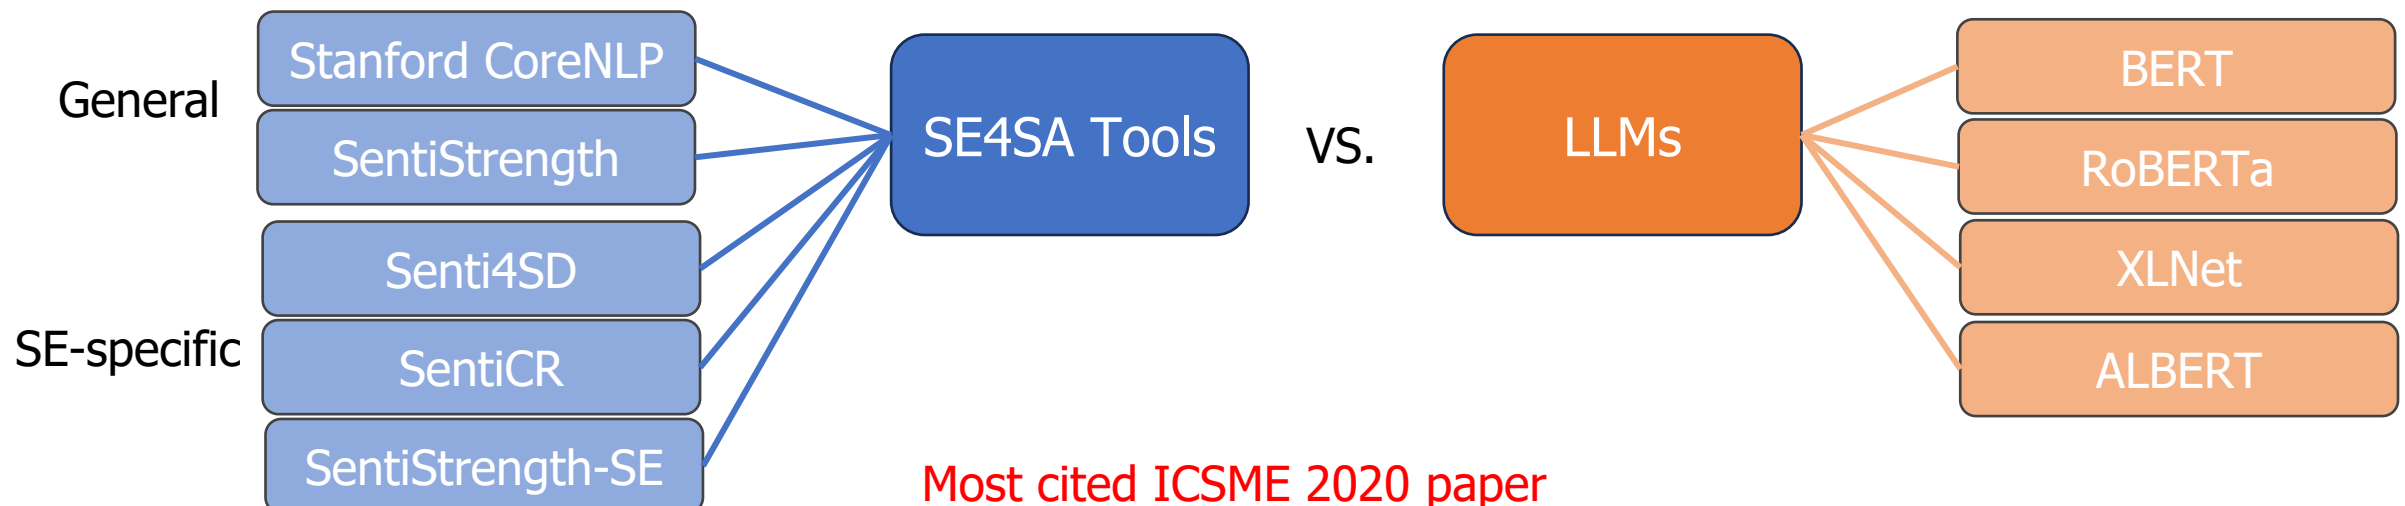 General
Stanford CoreNLP
SentiStrength
SE-specific
Senti4SD
SentiCR
SentiStrength-SE
SE4SA Tools
VS.
LLMs
BERT
RoBERTa
XLNet
ALBERT
Most cited ICSME 2020 paper